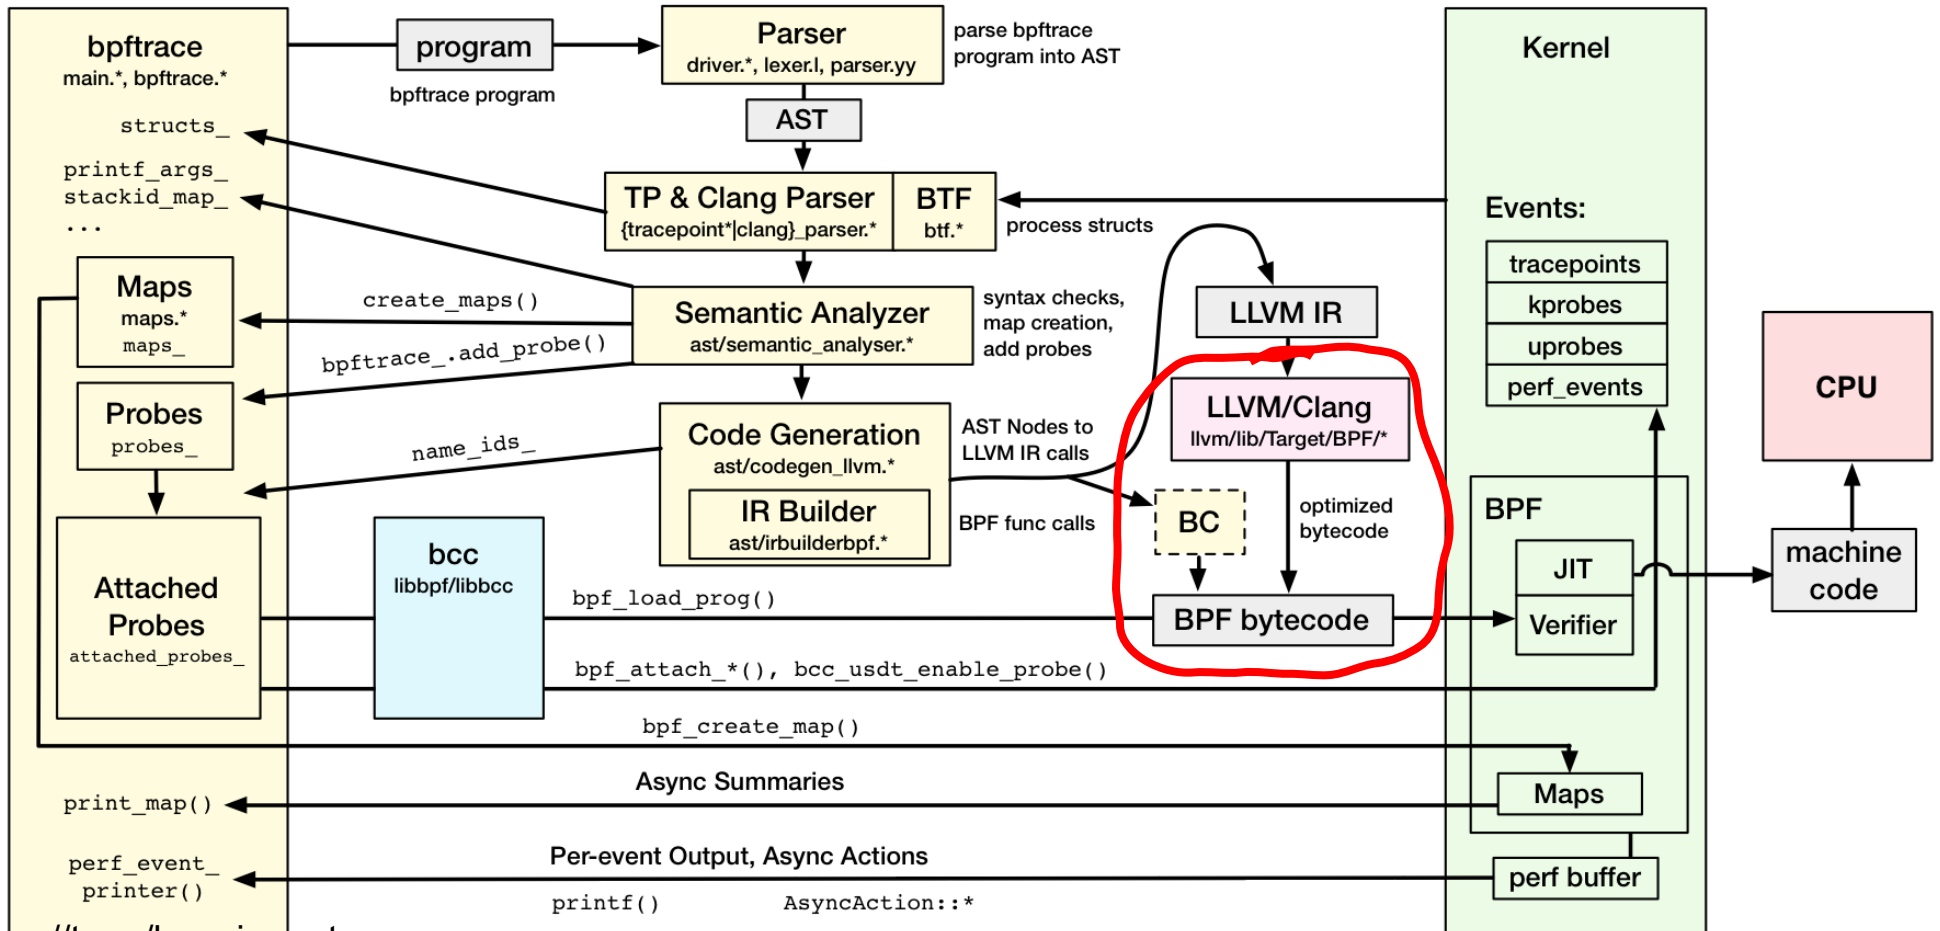 bpftrace
main.*, bpftrace.*
structs_
printf_args_
stackid_map_
...
Maps
maps.*
maps_
Probes
probes_
Attached
Probes
attached_probes_
print_map()
perf_event_
printer()
program
bpftrace program
Parser
driver.*, lexer.l, parser.yy
parse bpftrace
program into AST
AST
TP & Clang Parser
{tracepoint*|clang}_parser.*
BTF
btf.*
process structs
create_maps()
bpftrace_.add_probe()
name_ids_
Semantic Analyzer
ast/semantic_analyser.*
syntax checks,
map creation,
add probes
Code Generation
ast/codegen_llvm.*
IR Builder
ast/irbuilderbpf.*
AST Nodes to
LLVM IR calls
BPF func calls
LLVM IR
LLVM/Clang
llvm/lib/Target/BPF/*
BC
optimized
bytecode
BPF bytecode
bcc
libbpf/libbcc
bpf_load_prog()
bpf_attach_*(), bcc_usdt_enable_probe()
bpf_create_map()
Async Summaries
Per-event Output, Async Actions
printf()
AsyncAction::*
Kernel
Events:
tracepoints
kprobes
uprobes
perf_events
BPF
JIT
Verifier
Maps
perf buffer
CPU
machine
code